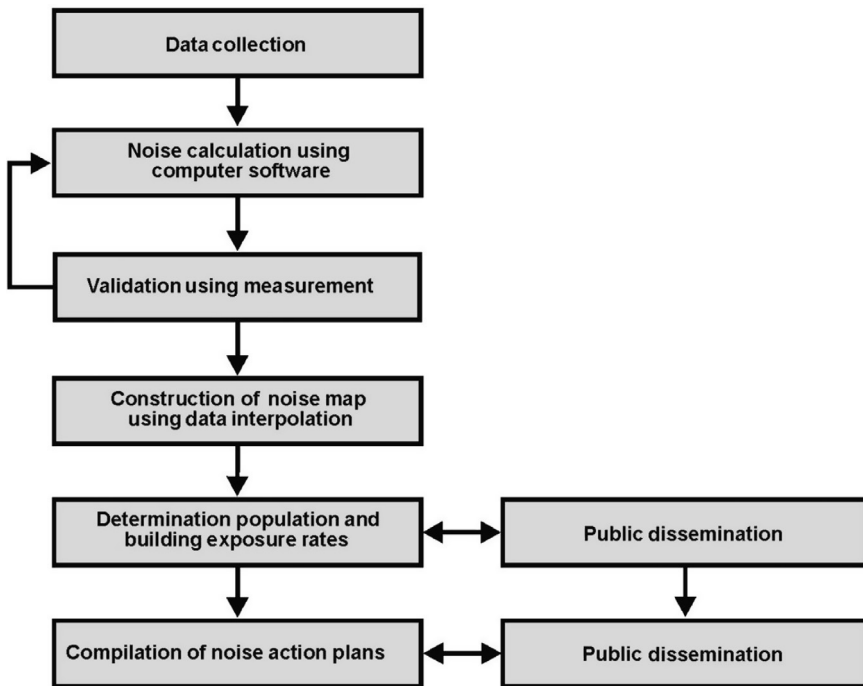 Data collection
Noise calculation using
computer software
Validation using measurement
Construction of noise map
using data interpolation
Determination population and
building exposure rates
Public dissemination
Compilation of noise action plans
Public dissemination